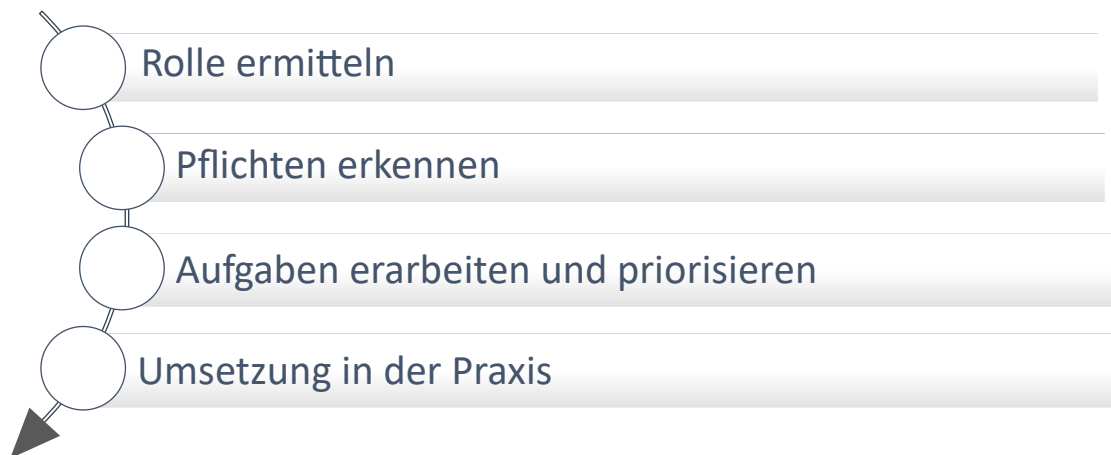 Rolle ermitteln
Pflichten erkennen
Aufgaben erarbeiten und priorisieren
Umsetzung in der Praxis